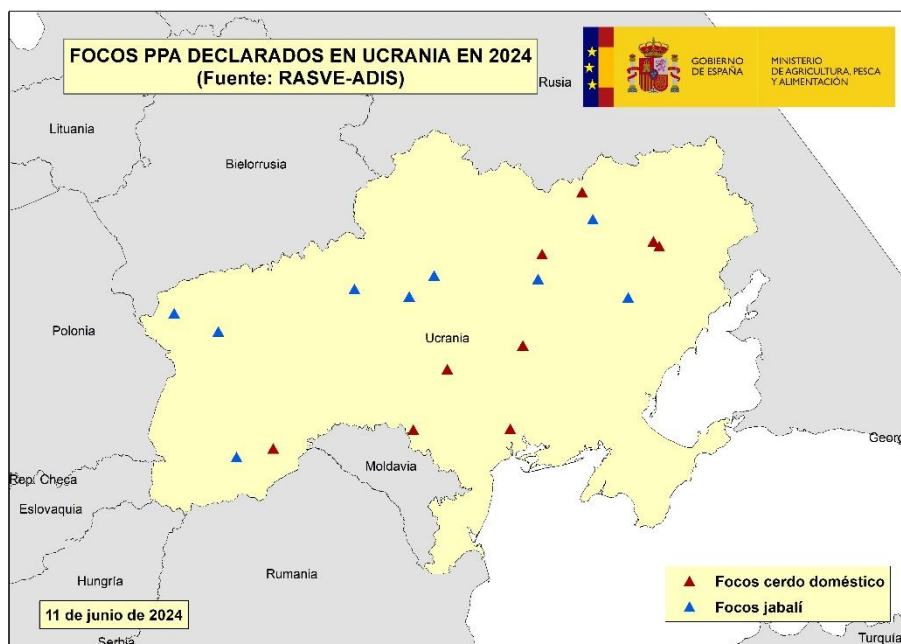 FOCOS PPA DECLARADOS EN UCRANIA EN 2024
(Fuente: RASVE-ADIS)
GOBIERNO
DE ESPAÑA
MINISTERIO
DE AGRICULTURA, PESCA
Y ALIMENTACIÓN
Rusia
Lituania
Bielorrusia
Polonia
Ucrania
Georg
Moldavia
Rep. Checa
Eslovaquia
Hungría
Rumania
Focos cerdo doméstico
Focos jabalí
11 de junio de 2024
Serbia
Turquía